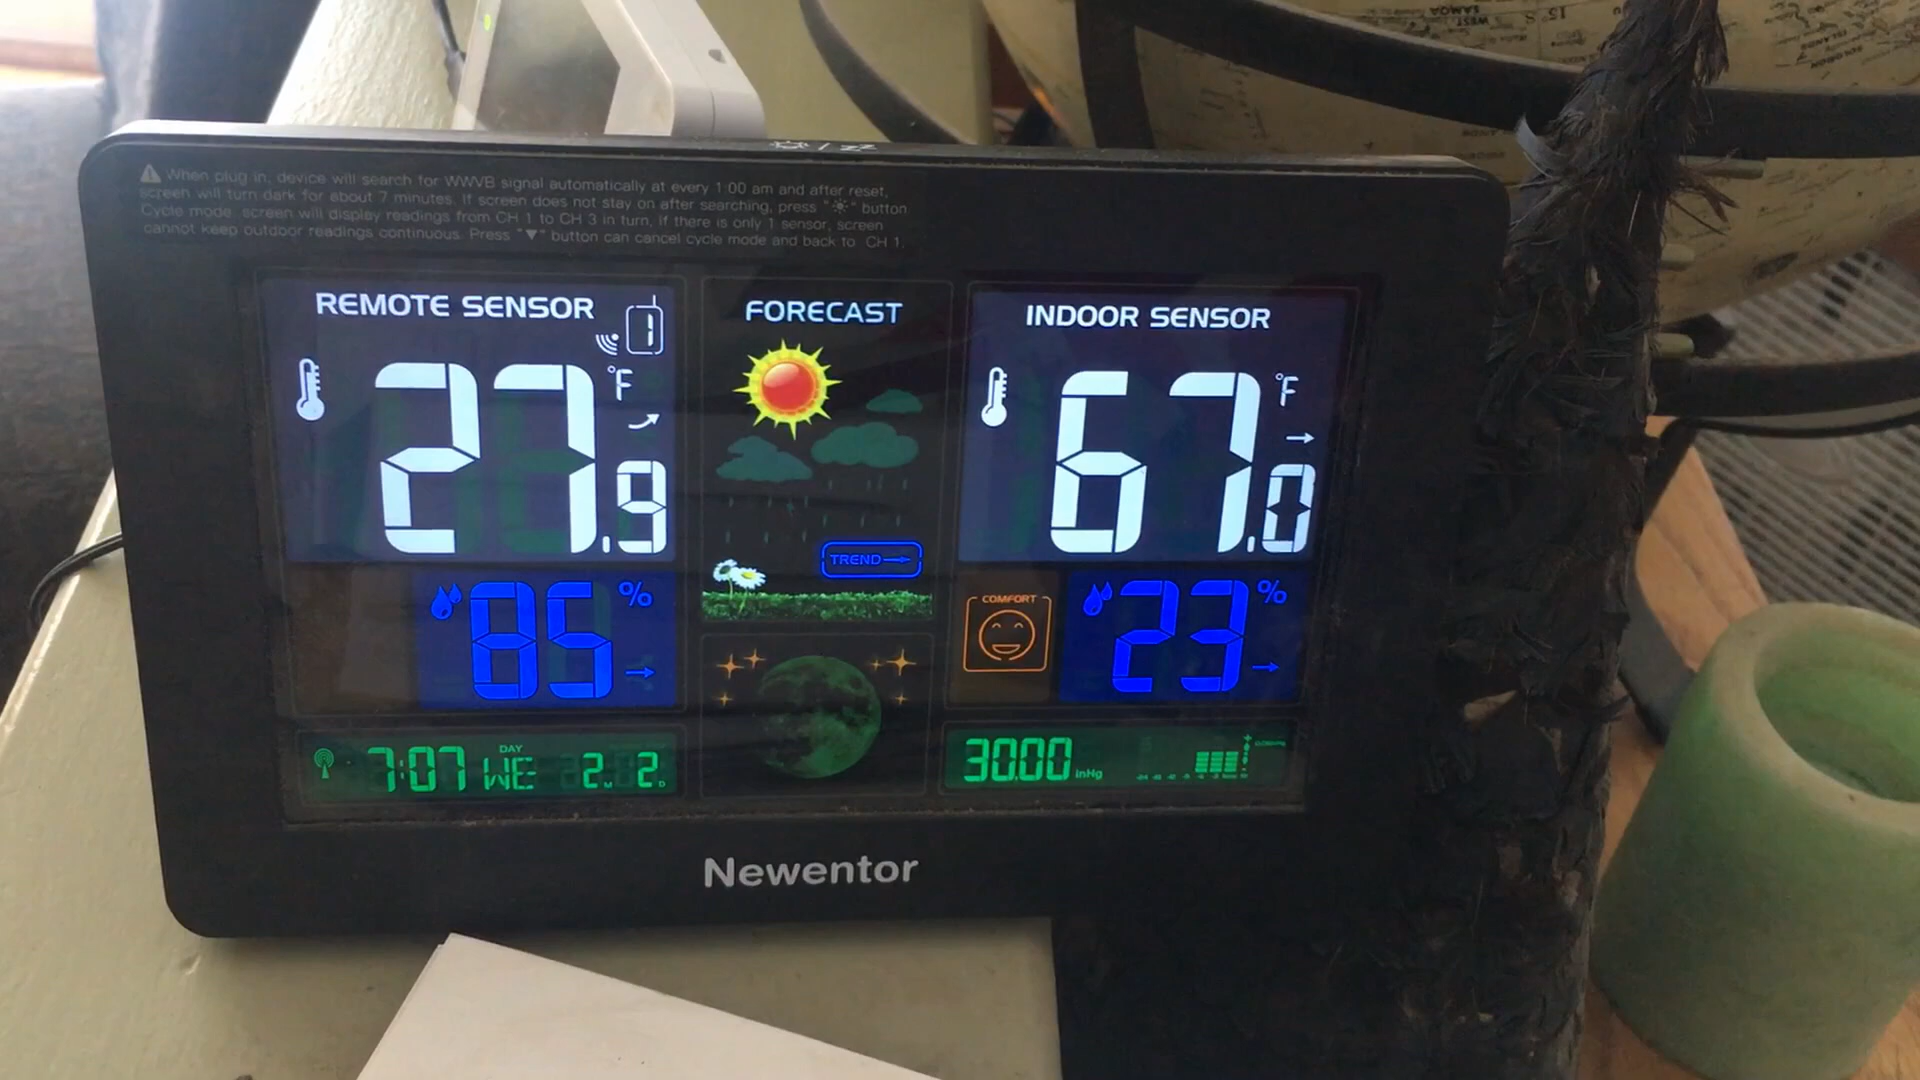 When plug in, device will search for WWVB signal automatically at every 1:00 am and after reset,
screen will turn dark for about 7 minutes. If screen does not stay on after searching, press "☀" button
Cycle mode, screen will display readings from CH 1 to CH 3 in turn, If there is only 1 sensor, screen
cannot keep outdoor readings continuous. Press "▼" button can cancel cycle mode and back to CH 1.
REMOTE SENSOR
1
27.9 °F
85 %
7:07 DAY WE 2 M 2 D
FORECAST
TREND
INDOOR SENSOR
67.0 °F
COMFORT
23 %
30.00 inHg
Newentor
WEST. SAMOA
15° S